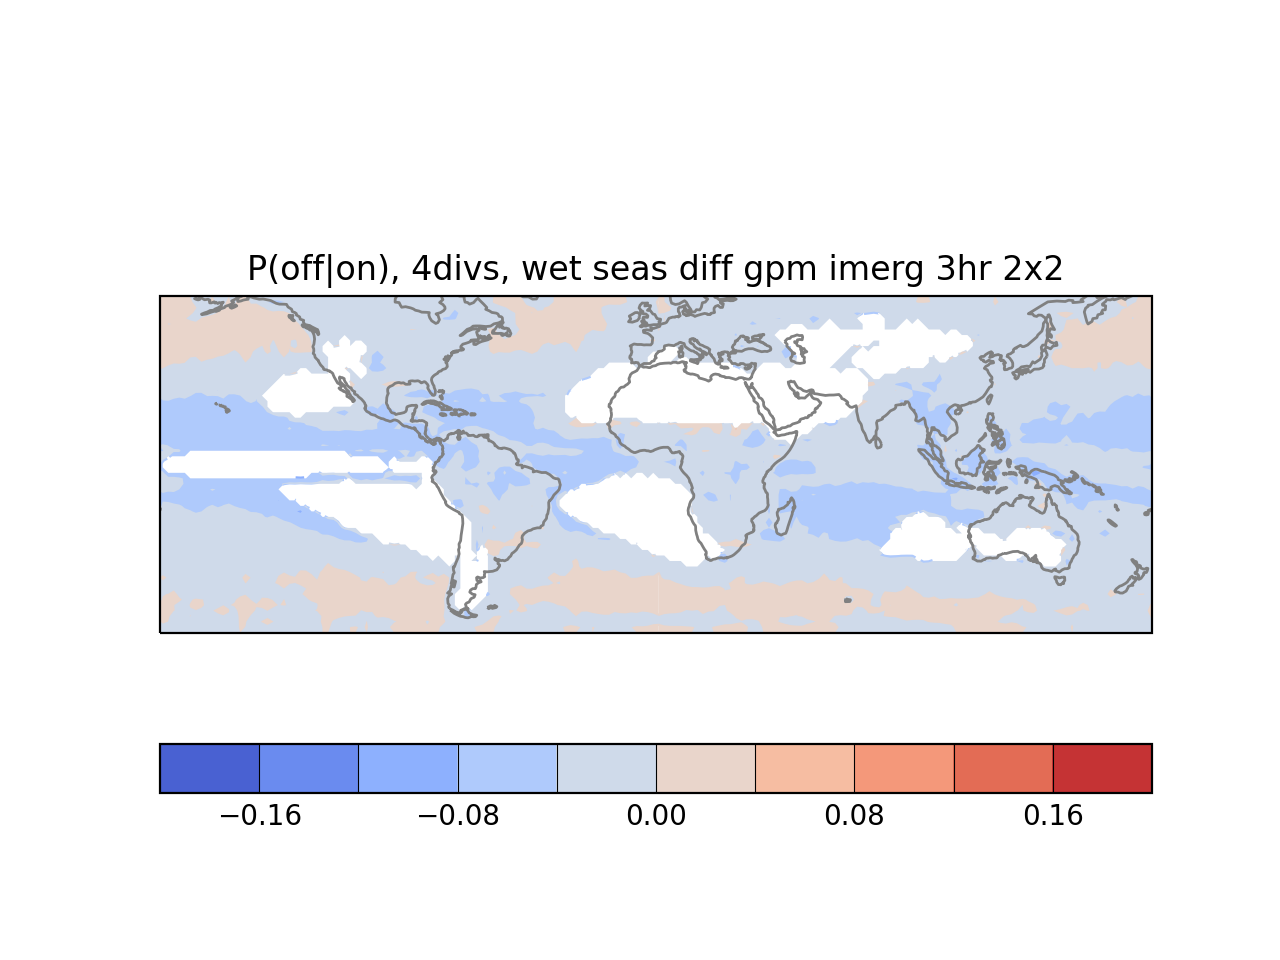 P(off|on), 4divs, wet seas diff gpm imerg 3hr 2x2
−0.16 −0.08 0.00 0.08 0.16